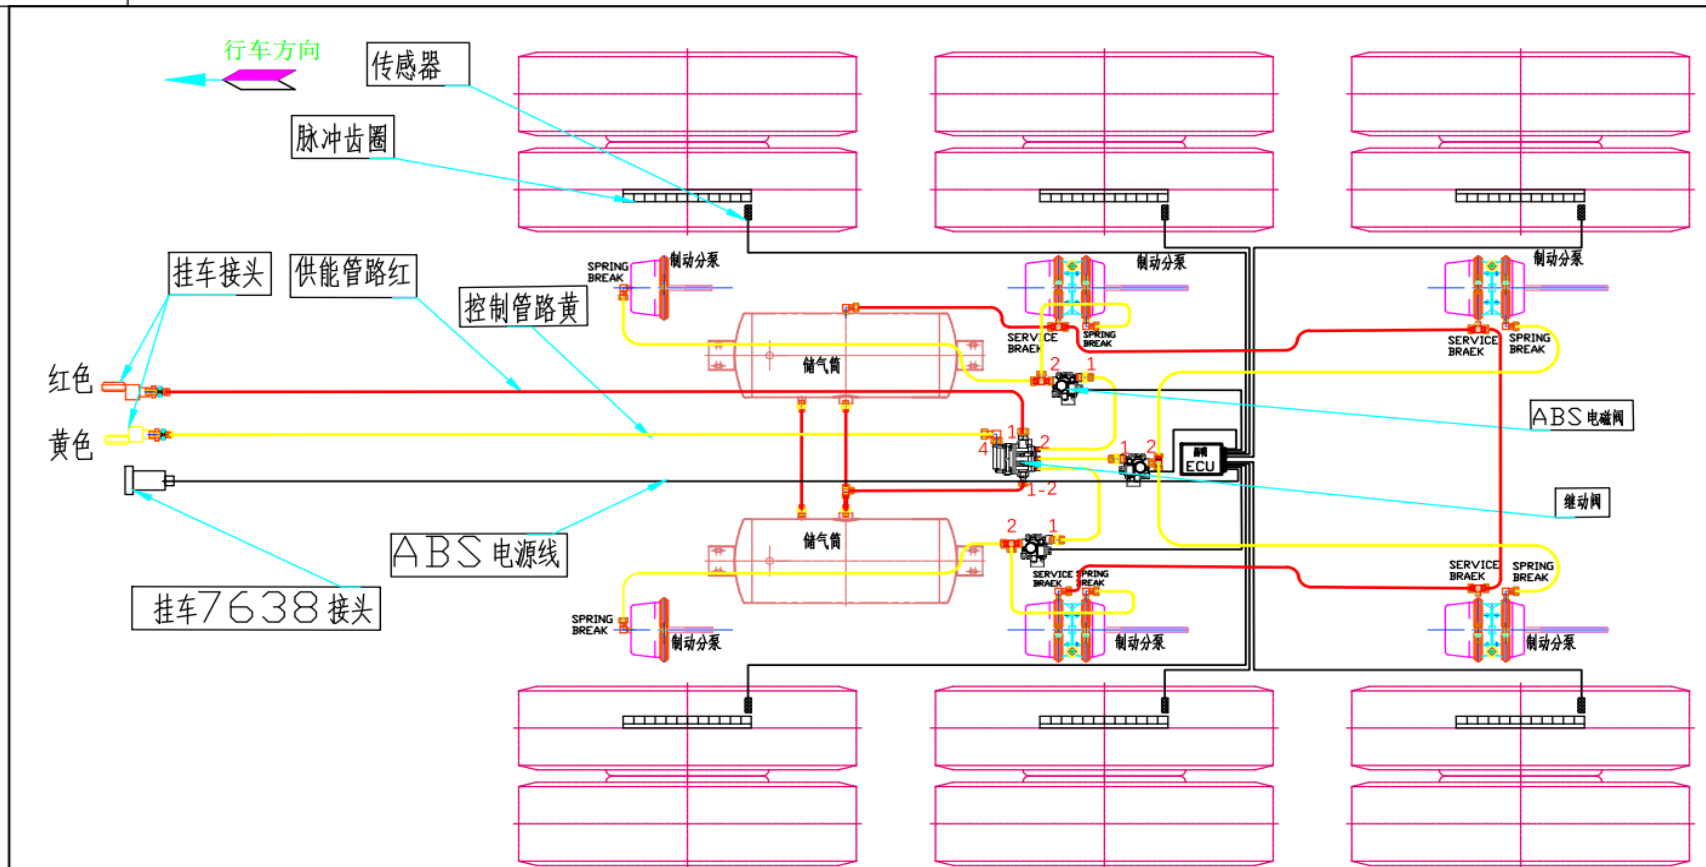 行车方向
传感器
脉冲齿圈
挂车接头
供能管路红
控制管路黄
SPRING
BREAK
制动分泵
制动分泵
制动分泵
SERVICE
BRAEK
SPRING
BREAK
SERVICE
BRAEK
SPRING
BREAK
储气筒
红色
黄色
2
1
ABS 电磁阀
1
2
4
1-2
1
2
ECU
继动阀
ABS 电源线
挂车7638接头
储气筒
2
1
SERVICE
BRAEK
SPRING
BREAK
SERVICE
BRAEK
SPRING
BREAK
SPRING
BREAK
制动分泵
制动分泵
制动分泵